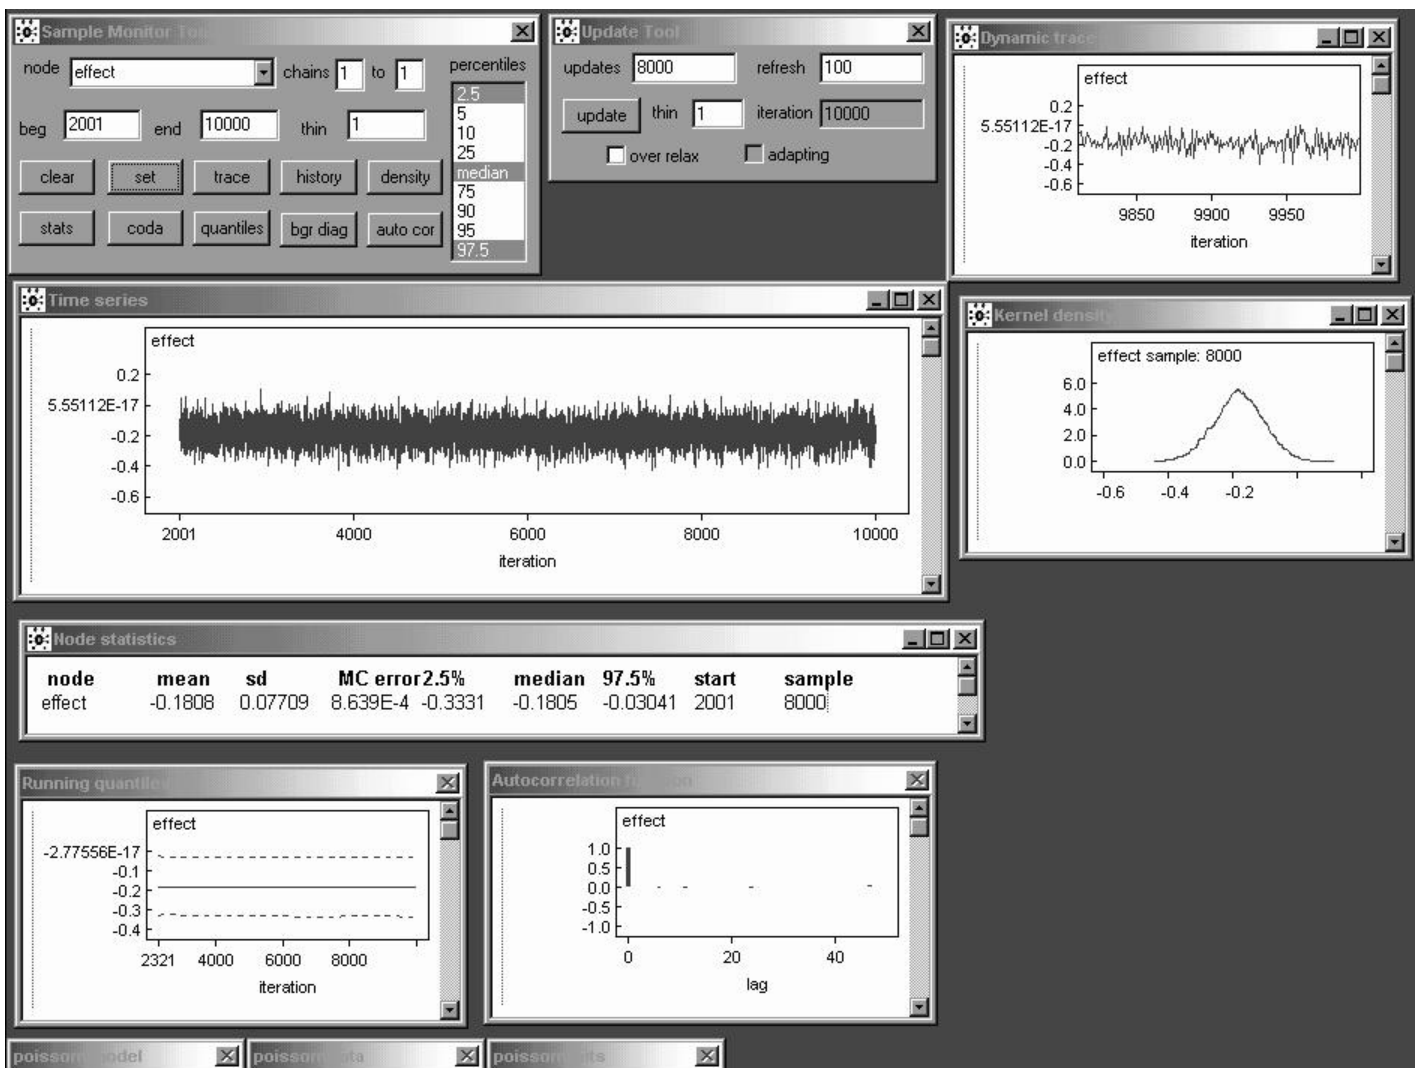 Sample Monitor To
node effect chains 1 to 1 percentiles
2.5
5
10
25
median
75
90
95
97.5
beg 2001 end 10000 thin 1
clear set trace history density
stats coda quantiles bgr diag auto cor
Update Tool
updates 8000 refresh 100
update thin 1 iteration 10000
over relax adapting
Dynamic trace
effect
0.2
5.55112E-17
-0.2
-0.4
-0.6
9850 9900 9950
iteration
Time series
effect
0.2
5.55112E-17
-0.2
-0.4
-0.6
2001 4000 6000 8000 10000
iteration
Kernel density
effect sample: 8000
6.0
4.0
2.0
0.0
-0.6 -0.4 -0.2
Node statistics
node mean sd MC error 2.5% median 97.5% start sample
effect -0.1808 0.07709 8.639E-4 -0.3331 -0.1805 -0.03041 2001 8000
Running quantiles
effect
-2.77556E-17
-0.1
-0.2
-0.3
-0.4
2321 4000 6000 8000
iteration
Autocorrelation
effect
1.0
0.5
0.0
-0.5
-1.0
0 20 40
lag
poisson
poisson
poisson